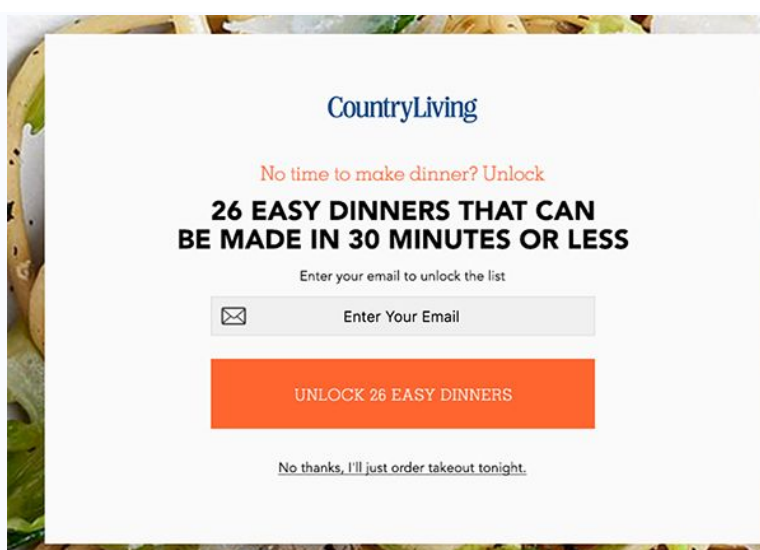 CountryLiving
No time to make dinner? Unlock
26 EASY DINNERS THAT CAN
BE MADE IN 30 MINUTES OR LESS
Enter your email to unlock the list
Enter Your Email
UNLOCK 26 EASY DINNERS
No thanks, I'll just order takeout tonight.